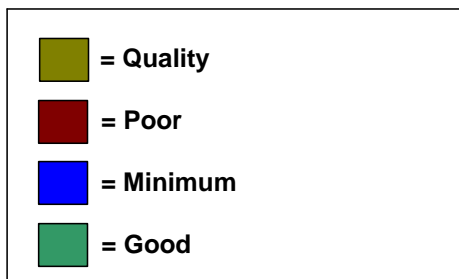 = Quality
= Poor
= Minimum
= Good